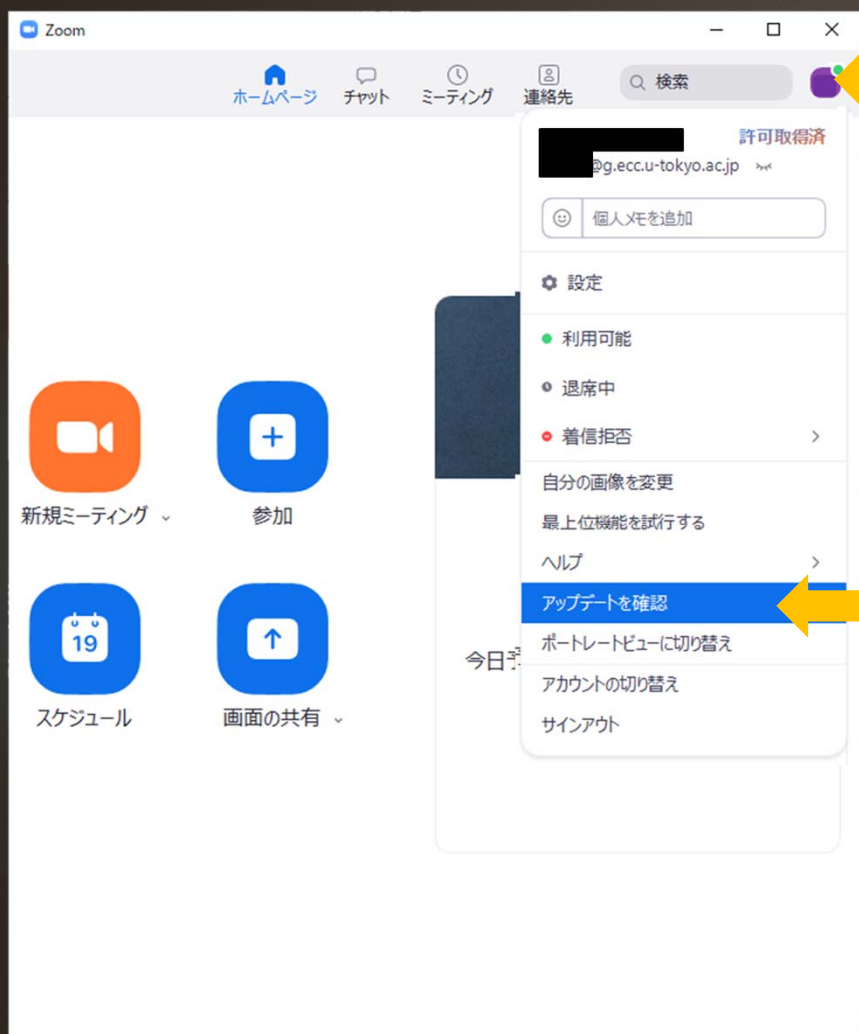 Zoom
ホームページ
チャット
ミーティング
連絡先
検索
許可取得済
@g.ecc.u-tokyo.ac.jp
個人メモを追加
設定
利用可能
退席中
着信拒否
自分の画像を変更
最上位機能を試行する
ヘルプ
アップデートを確認
ポートレートビューに切り替え
アカウントの切り替え
サインアウト
新規ミーティング
参加
19
スケジュール
画面の共有
今日